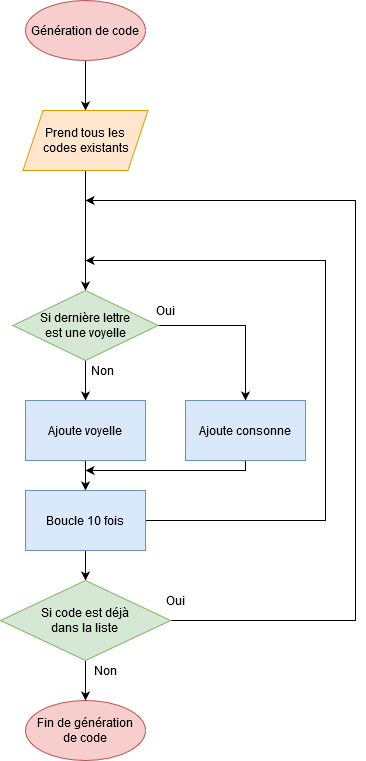 Génération de code
Prend tous les
codes existants
Si dernière lettre
est une voyelle
Oui
Non
Ajoute voyelle
Ajoute consonne
Boucle 10 fois
Si code est déjà
dans la liste
Oui
Non
Fin de génération
de code